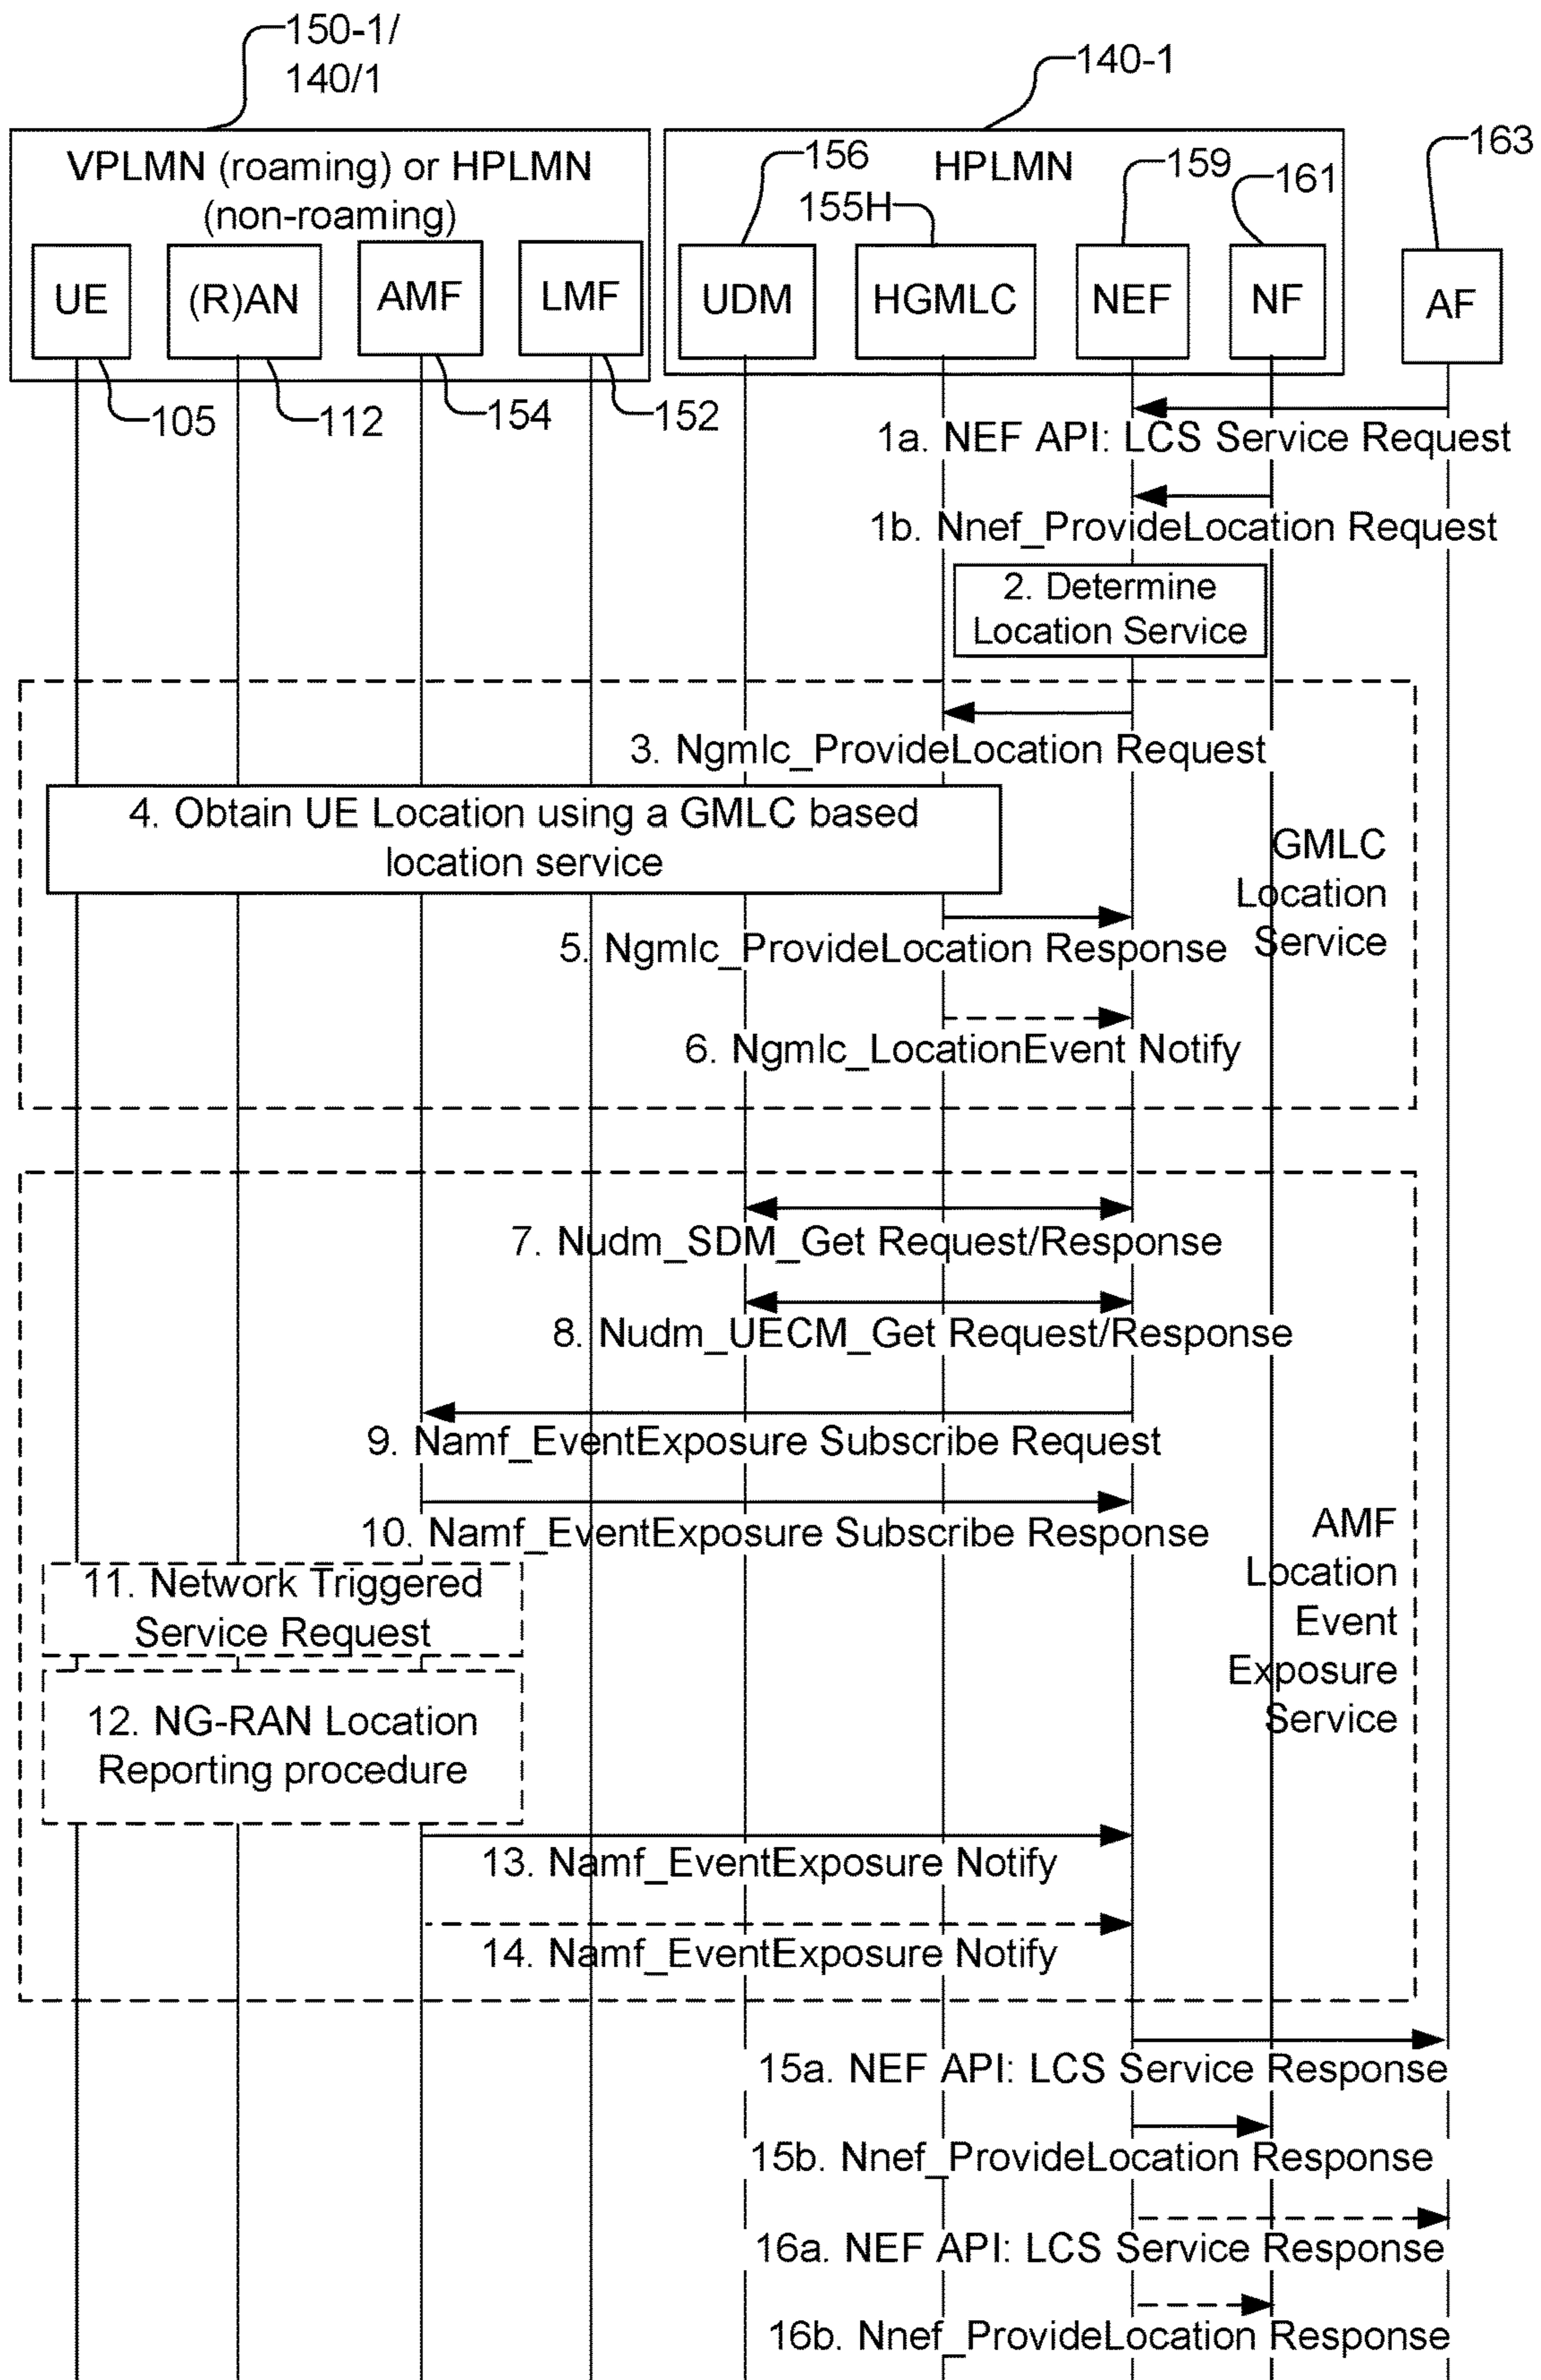 150-1/
140/1
140-1
163
VPLMN (roaming) or HPLMN
(non-roaming)
156
HPLMN
159
155H
161
UE
(R)AN
AMF
LMF
UDM
HGMLC
NEF
NF
AF
105
112
154
152
1a. NEF API: LCS Service Request
1b. Nnef_ProvideLocation Request
2. Determine
Location Service
3. Ngmlc_ProvideLocation Request
4. Obtain UE Location using a GMLC based
location service
GMLC
Location
Service
5. Ngmlc_ProvideLocation Response
6. Ngmlc_LocationEvent Notify
7. Nudm_SDM_Get Request/Response
8. Nudm_UECM_Get Request/Response
9. Namf_EventExposure Subscribe Request
10. Namf_EventExposure Subscribe Response
AMF
Location
Event
Exposure
Service
11. Network Triggered
Service Request
12. NG-RAN Location
Reporting procedure
13. Namf_EventExposure Notify
14. Namf_EventExposure Notify
15a. NEF API: LCS Service Response
15b. Nnef_ProvideLocation Response
16a. NEF API: LCS Service Response
16b. Nnef_ProvideLocation Response